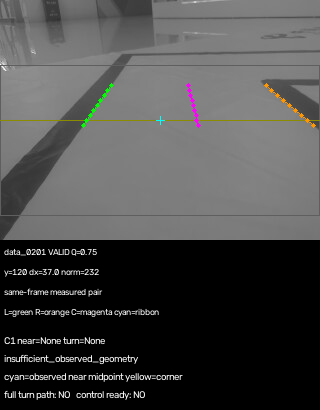 data_0201 VALID Q=0.75
y=120 dx=37.0 norm=232
same-frame measured pair
L=green R=orange C=magenta cyan=ribbon
C1 near=None turn=None
insufficient_observed_geometry
cyan=observed near midpoint yellow=corner
full turn path: NO control ready: NO